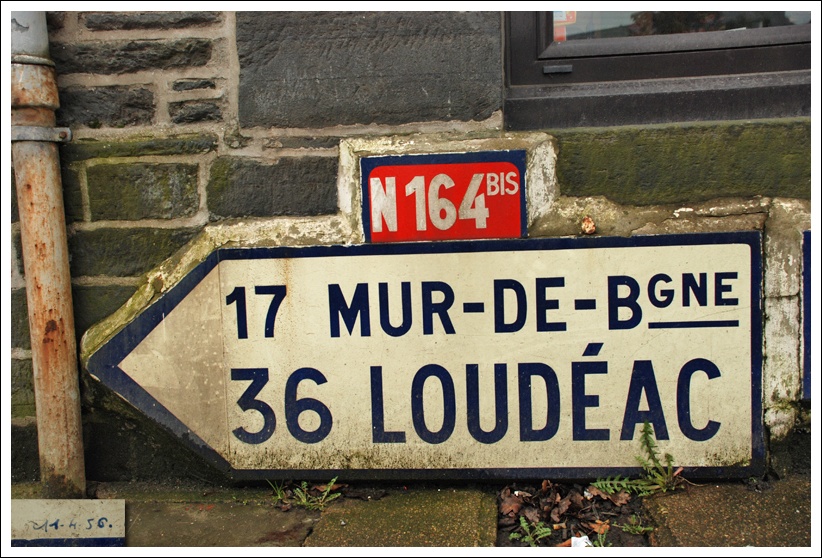 N 164 BIS
17 MUR-DE-BGNE
36 LOUDÉAC
21-4-56.